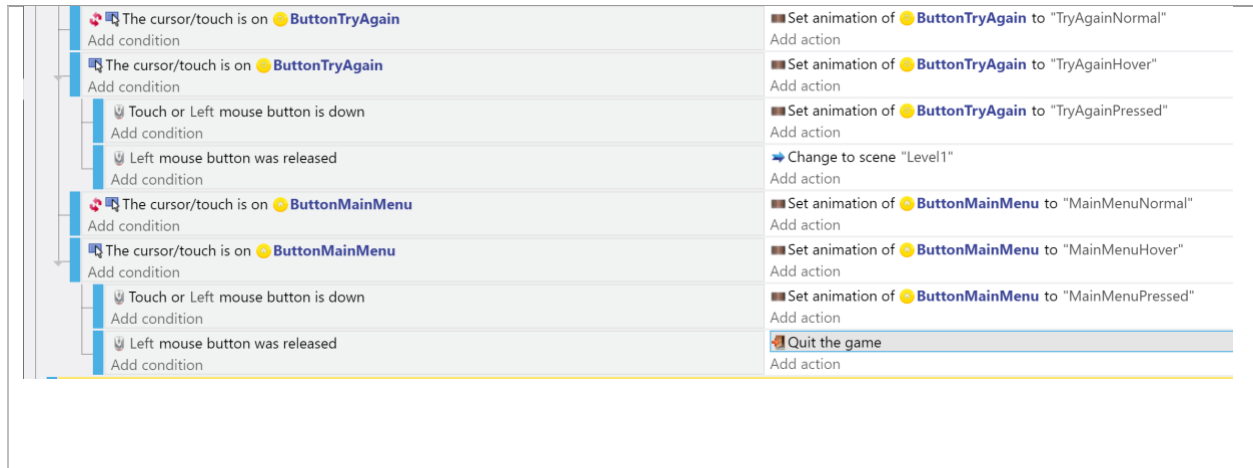 The cursor/touch is on ButtonTryAgain Set animation of ButtonTryAgain to "TryAgainNormal"
Add condition Add action
The cursor/touch is on ButtonTryAgain Set animation of ButtonTryAgain to "TryAgainHover"
Add condition Add action
Touch or Left mouse button is down Set animation of ButtonTryAgain to "TryAgainPressed"
Add condition Add action
Left mouse button was released Change to scene "Level1"
Add condition Add action
The cursor/touch is on ButtonMainMenu Set animation of ButtonMainMenu to "MainMenuNormal"
Add condition Add action
The cursor/touch is on ButtonMainMenu Set animation of ButtonMainMenu to "MainMenuHover"
Add condition Add action
Touch or Left mouse button is down Set animation of ButtonMainMenu to "MainMenuPressed"
Add condition Add action
Left mouse button was released Quit the game
Add condition Add action